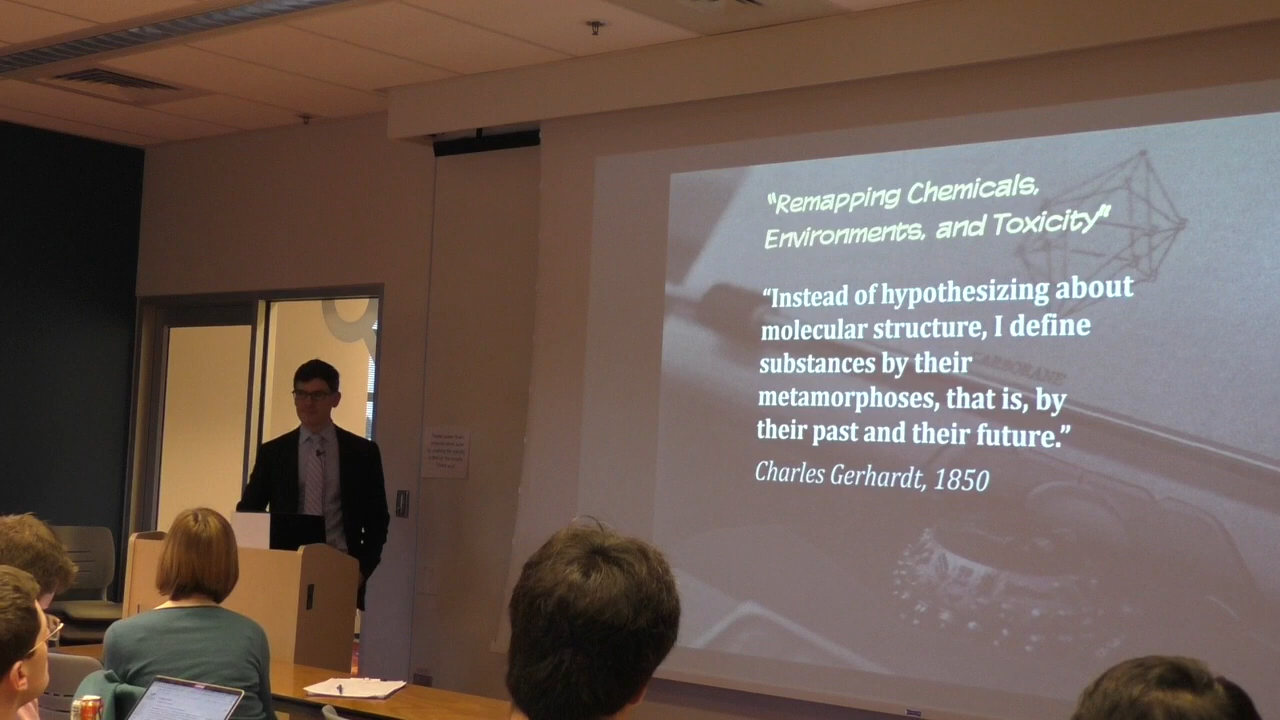 "Remapping Chemicals,
Environments, and Toxicity"
“Instead of hypothesizing about
molecular structure, I define
substances by their
metamorphoses, that is, by
their past and their future.”
Charles Gerhardt, 1850
CARBORANE